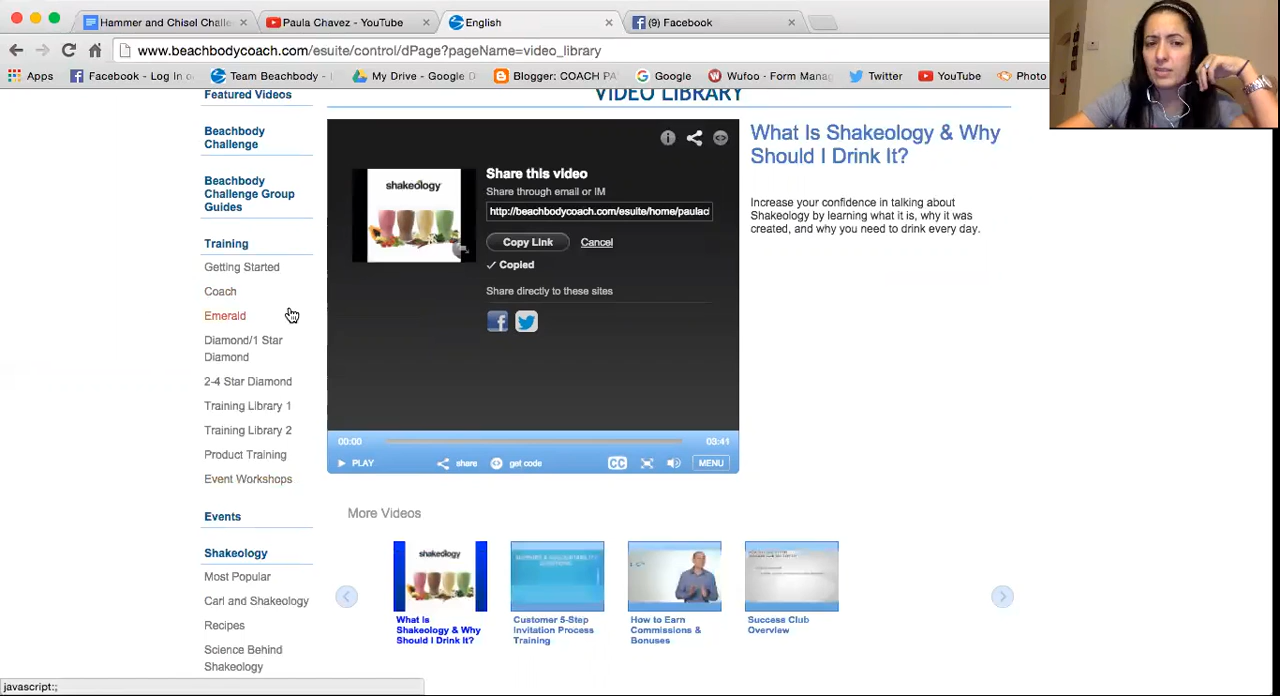 Hammer and Chisel Challe
Paula Chavez - YouTube
English
(9) Facebook
www.beachbodycoach.com/esuite/control/dPage?pageName=video_library
Apps
Facebook - Log In o
Team Beachbody -
My Drive - Google D
Blogger: COACH PA
Google
Wufoo - Form Manag
Twitter
YouTube
Photo
Featured Videos
VIDEO LIBRARY
Beachbody
Challenge
Beachbody
Challenge Group
Guides
Training
Getting Started
Coach
Emerald
Diamond/1 Star
Diamond
2-4 Star Diamond
Training Library 1
Training Library 2
Product Training
Event Workshops
Events
Shakeology
Most Popular
Carl and Shakeology
Recipes
Science Behind
Shakeology
shakeology
Share this video
Share through email or IM
http://beachbodycoach.com/esuite/home/paulac
Copy Link
Cancel
✓ Copied
Share directly to these sites
00:00
03:41
PLAY
share
get code
CC
MENU
What Is Shakeology & Why
Should I Drink It?
Increase your confidence in talking about
Shakeology by learning what it is, why it was
created, and why you need to drink every day.
More Videos
shakeology
What Is
Shakeology & Why
Should I Drink It?
Customer 5-Step
Invitation Process
Training
How to Earn
Commissions &
Bonuses
Success Club
Overview
javascript:;